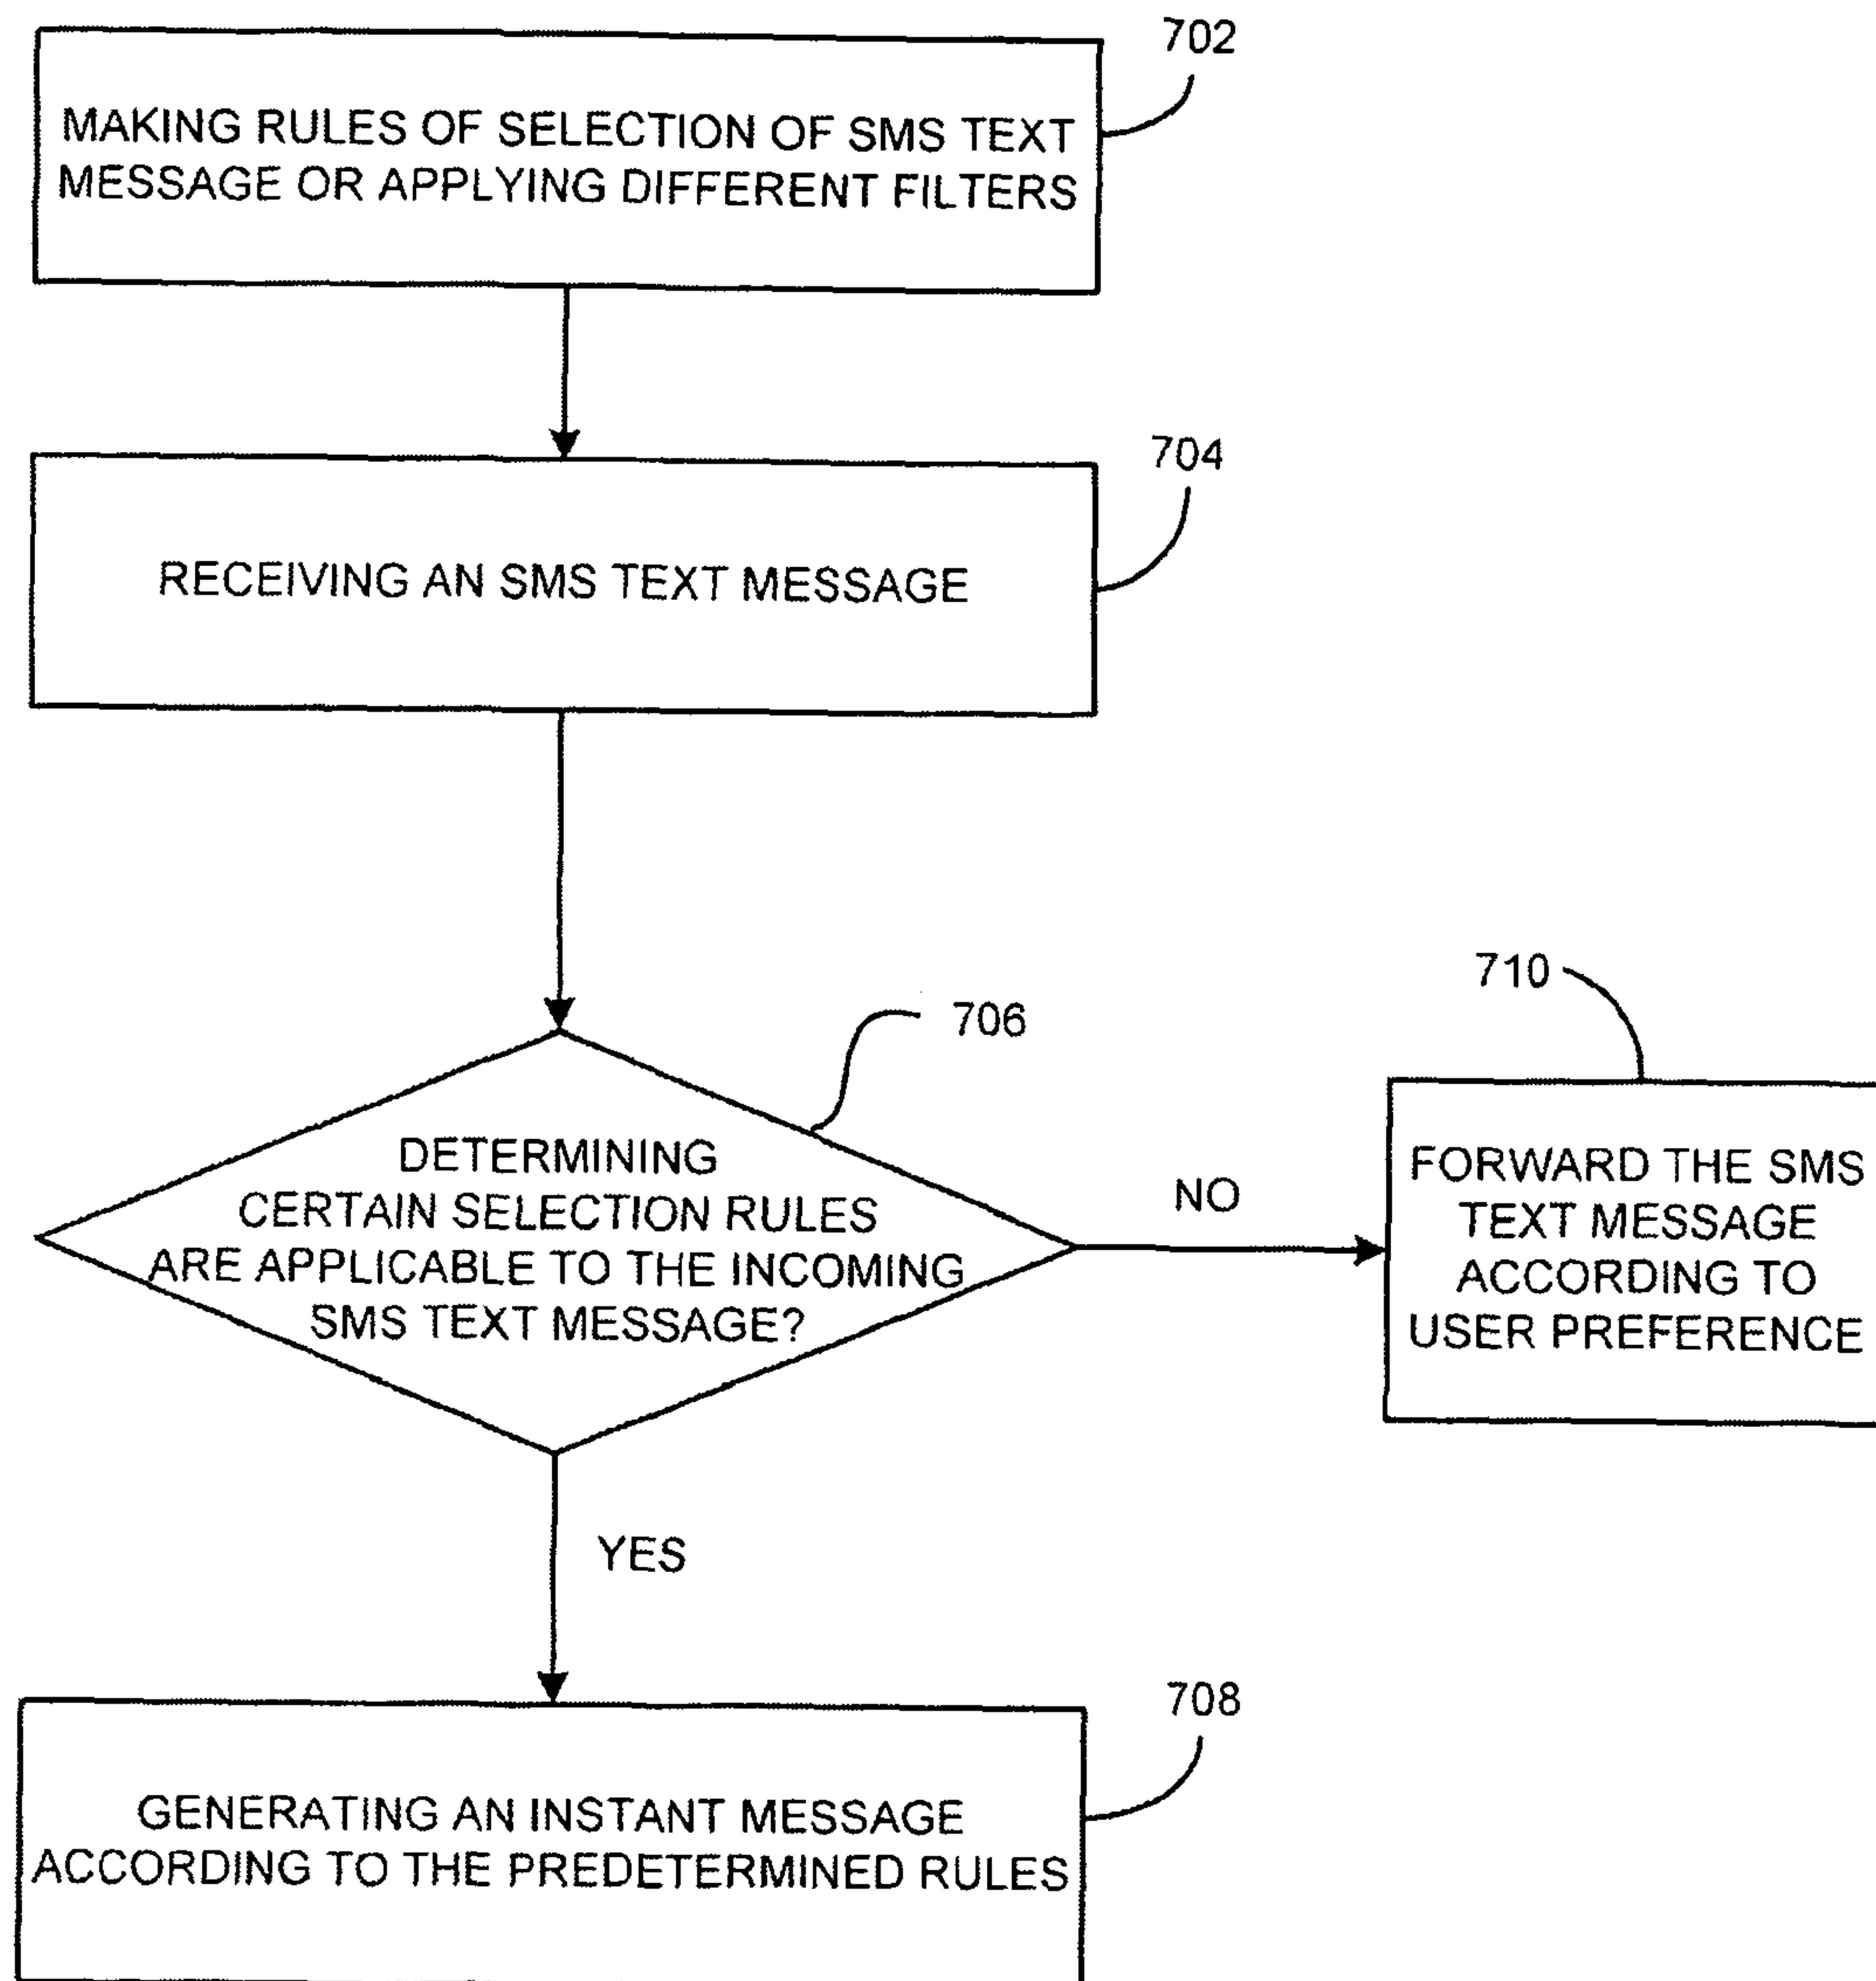 702
MAKING RULES OF SELECTION OF SMS TEXT
MESSAGE OR APPLYING DIFFERENT FILTERS
704
RECEIVING AN SMS TEXT MESSAGE
706
DETERMINING
CERTAIN SELECTION RULES
ARE APPLICABLE TO THE INCOMING
SMS TEXT MESSAGE?
NO
710
FORWARD THE SMS
TEXT MESSAGE
ACCORDING TO
USER PREFERENCE
YES
708
GENERATING AN INSTANT MESSAGE
ACCORDING TO THE PREDETERMINED RULES